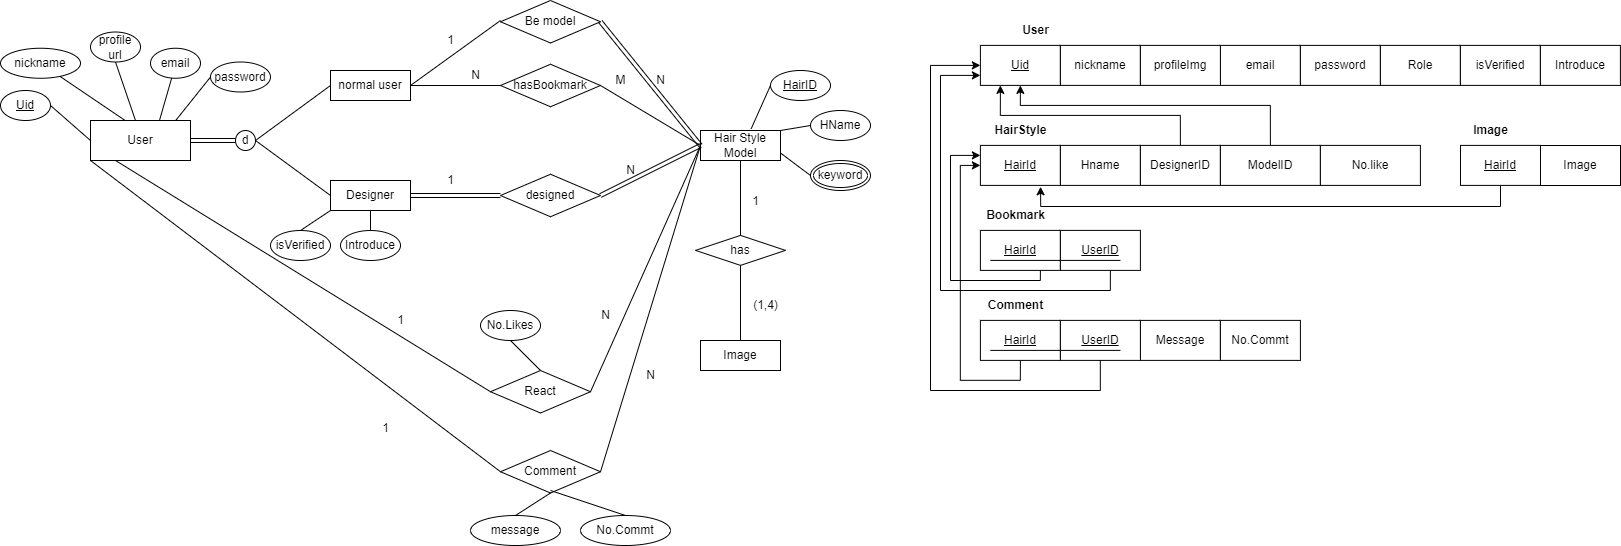 Be model
1
profile
url
nickname
email
password
Uid
User
d
normal user
N
hasBookmark
M
N
HairID
HName
keyword
Hair Style
Model
Designer
1
designed
N
isVerified
Introduce
1
has
(1,4)
Image
No.Likes
1
N
React
N
1
Comment
message
No.Commt
User
Uid nickname profileImg email password Role isVerified Introduce
HairStyle
HairId Hname DesignerID ModelID No.like
Image
HairId Image
Bookmark
HairId UserID
Comment
HairId UserID Message No.Commt